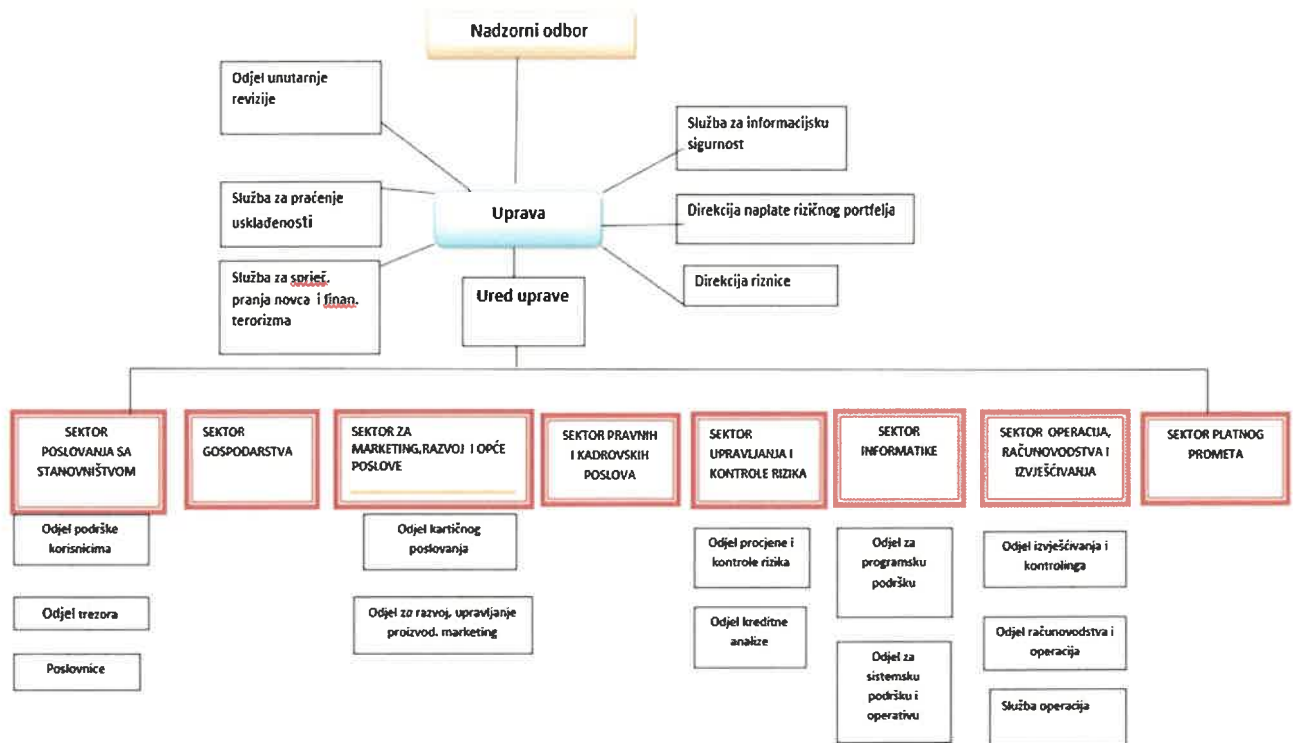 Nadzorni odbor
Odjel unutarnje
revizije
Služba za informacijsku
sigurnost
Služba za praćenje
usklađenosti
Uprava
Direkcija naplate rizičnog portfelja
Služba za sprieč.
pranja novca i finan.
terorizma
Ured uprave
Direkcija riznice
SEKTOR
POSLOVANJA SA
STANOVNIŠTVOM
SEKTOR
GOSPODARSTVA
SEKTOR ZA
MARKETING,RAZVOJ I OPĆE
POSLOVE
SEKTOR PRAVNIH
I KADROVSKIH
POSLOVA
SEKTOR
UPRAVLJANJA I
KONTROLE RIZIKA
SEKTOR
INFORMATIKE
SEKTOR OPERACIJA,
RAČUNOVODSTVA I
IZVJEŠĆIVANJA
SEKTOR PLATNOG
PROMETA
Odjel podrške
korisnicima
Odjel trezora
Poslovnice
Odjel kartičnog
poslovanja
Odjel za razvoj, upravljanje
proizvod. marketing
Odjel procjene i
kontrole rizika
Odjel kreditne
analize
Odjel za
programsku
podršku
Odjel za
sistemsku
podršku i
operativu
Odjel izvješćivanja i
kontrolinga
Odjel računovodstva i
operacija
Služba operacija